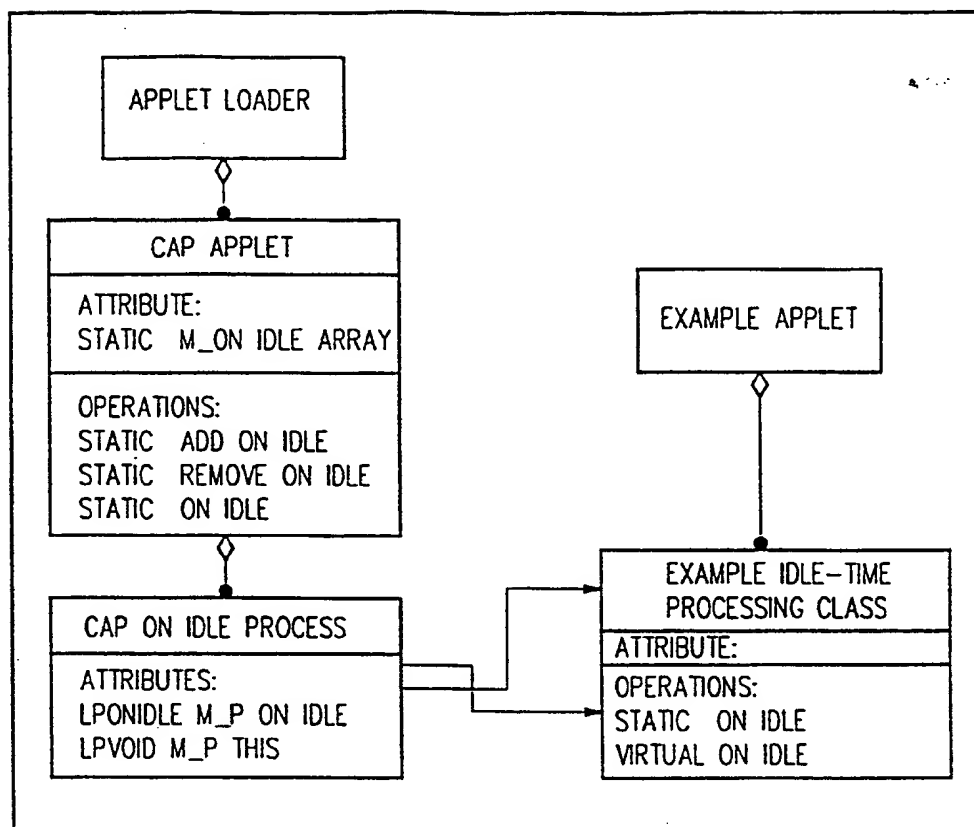 APPLET LOADER
CAP APPLET
ATTRIBUTE:
STATIC M_ON IDLE ARRAY
OPERATIONS:
STATIC ADD ON IDLE
STATIC REMOVE ON IDLE
STATIC ON IDLE
CAP ON IDLE PROCESS
ATTRIBUTES:
LPONIDLE M_P ON IDLE
LPVOID M_P THIS
EXAMPLE APPLET
EXAMPLE IDLE-TIME
PROCESSING CLASS
ATTRIBUTE:
OPERATIONS:
STATIC ON IDLE
VIRTUAL ON IDLE